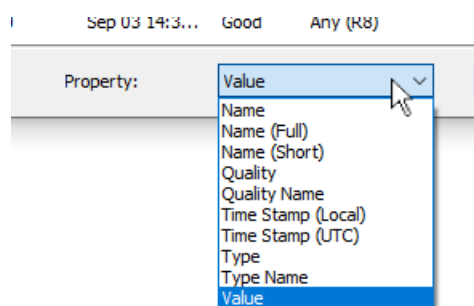 Sep 03 14:3... Good Any (R8)
Property: Value
Name
Name (Full)
Name (Short)
Quality
Quality Name
Time Stamp (Local)
Time Stamp (UTC)
Type
Type Name
Value